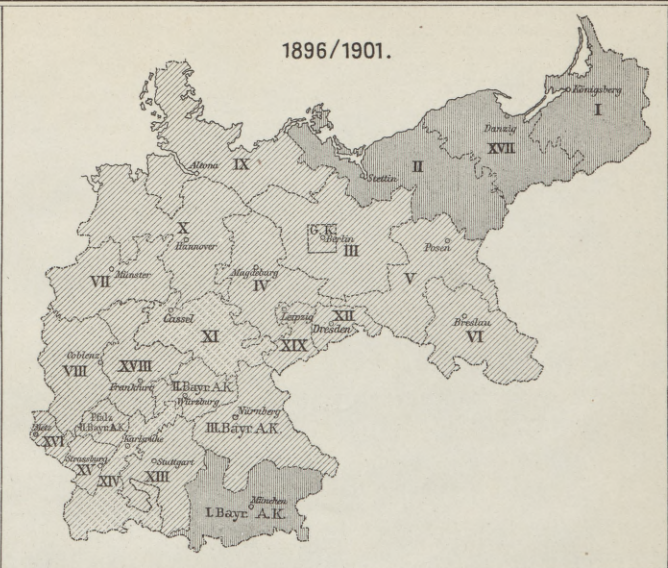 1896/1901.
Königsberg
I
Danzig
XVII
II
Stettin
IX
Altona
X
Hannover
G. K.
Berlin
III
Posen
V
VII
Münster
Magdeburg
IV
Cassel
XI
Leipzig
XII
Dresden
XIX
Breslau
VI
Coblenz
VIII
XVIII
Frankfurt
II. Bayr. A.K.
Würzburg
Nürnberg
III. Bayr. A.K.
Pfalz
II. Bayr. A.K.
Metz
XVI
Karlsruhe
Strassburg
XV
XIV
Stuttgart
XIII
München
I. Bayr. A.K.